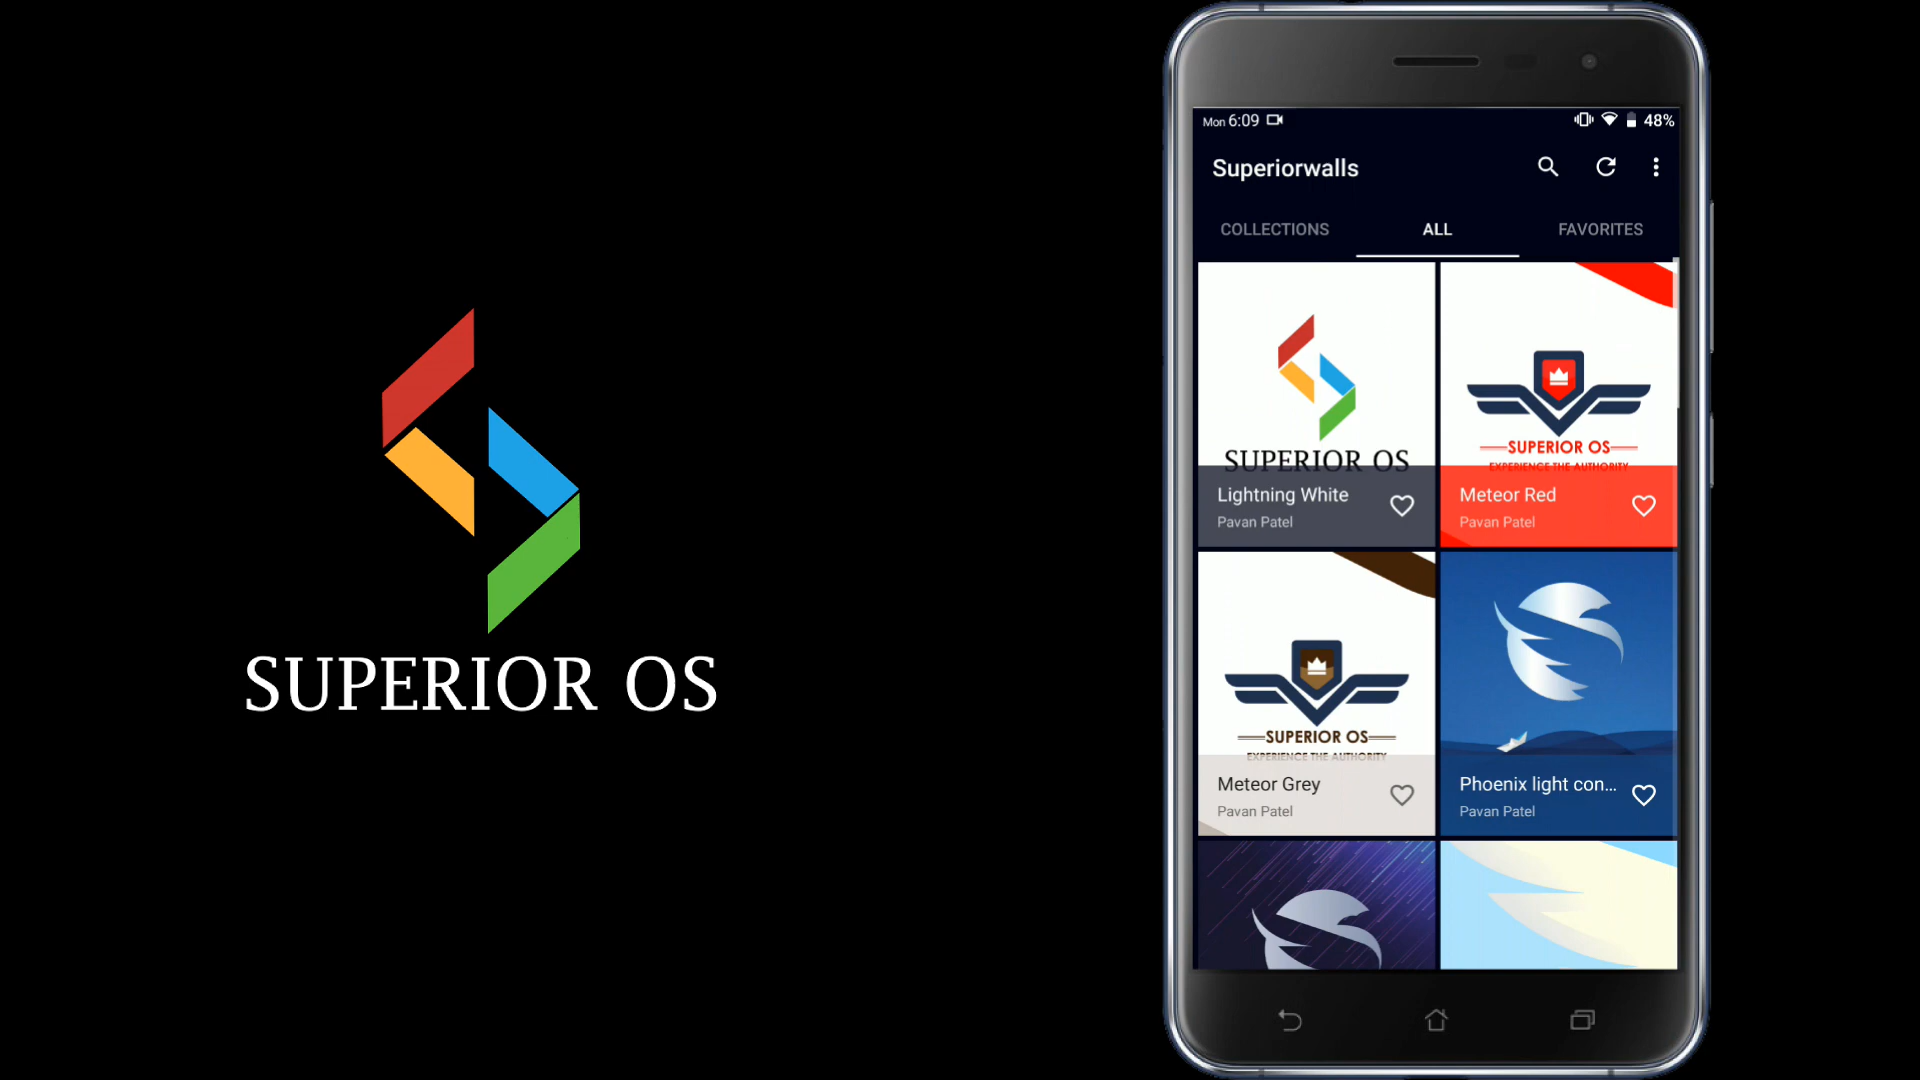 SUPERIOR OS
Mon 6:09
48%
Superiorwalls
COLLECTIONS
ALL
FAVORITES
SUPERIOR OS
Lightning White
Pavan Patel
SUPERIOR OS
EXPERIENCE THE AUTHORITY
Meteor Red
Pavan Patel
SUPERIOR OS
EXPERIENCE THE AUTHORITY
Meteor Grey
Pavan Patel
Phoenix light con...
Pavan Patel